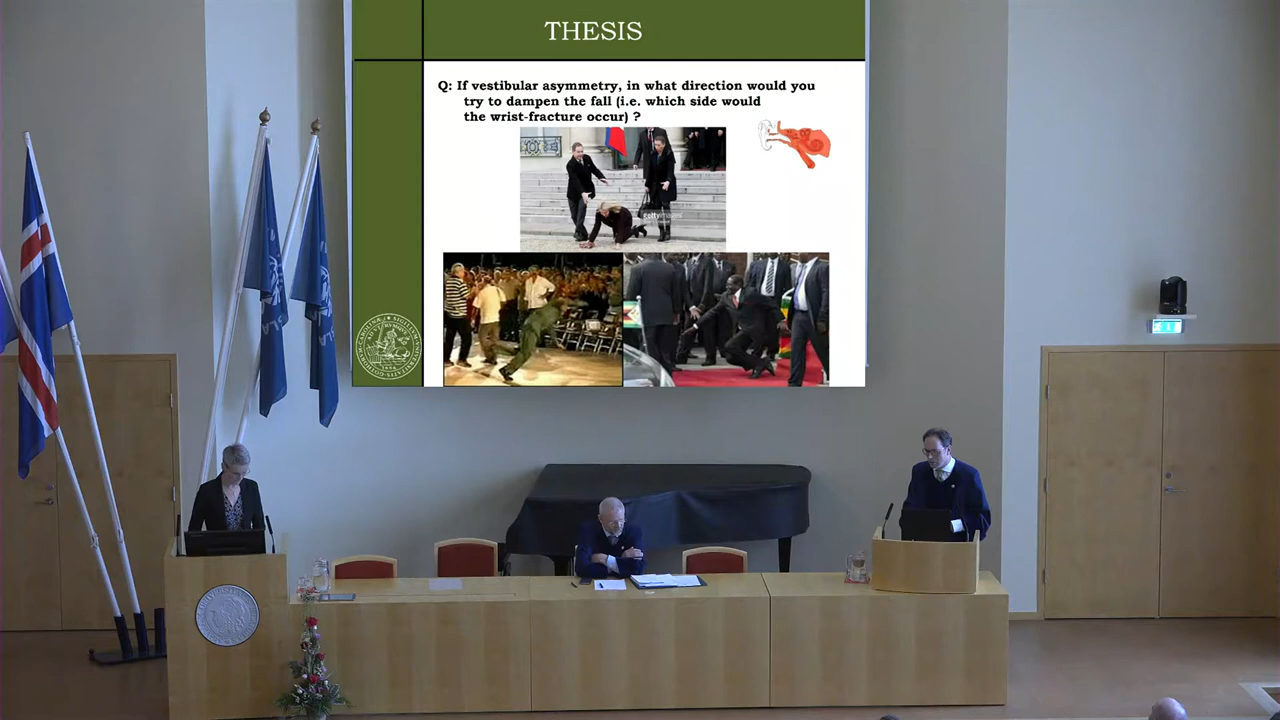 THESIS
Q: If vestibular asymmetry, in what direction would you
try to dampen the fall (i.e. which side would
the wrist-fracture occur) ?
gettyimages